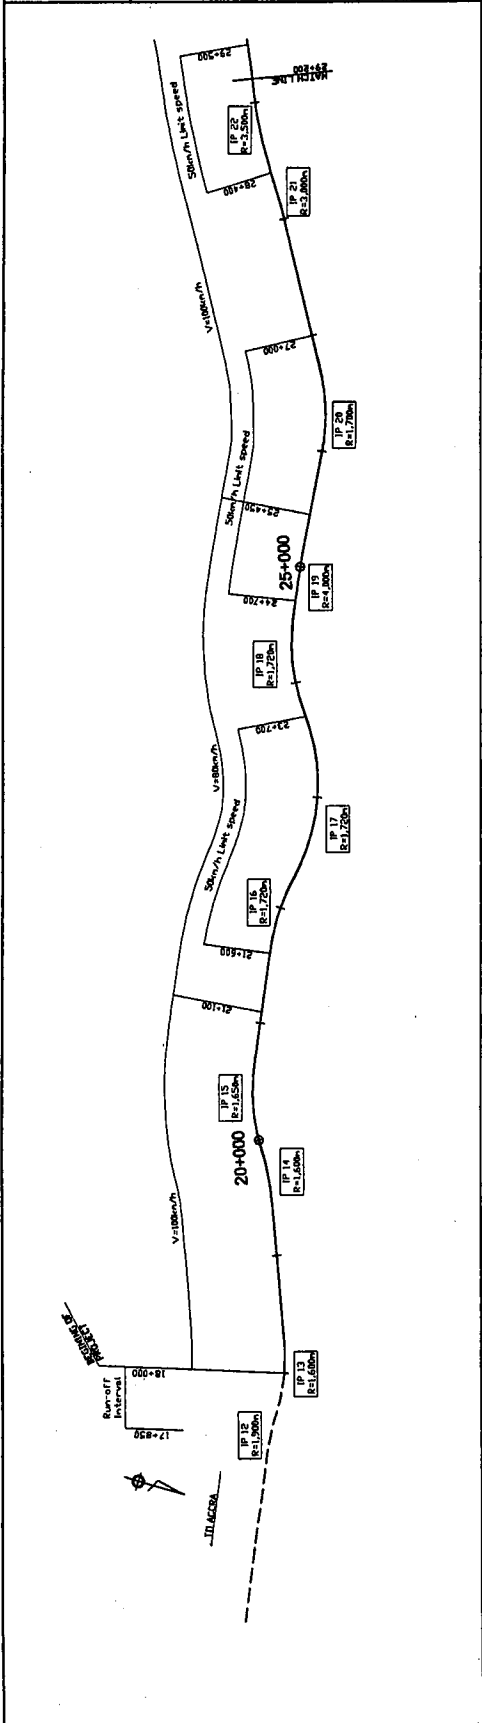 29+500
MATCH LINE
29+200
50km/h Limit speed
IP 22
R=3,500m
28+400
IP 21
R=3,000m
V=100km/h
27+000
IP 20
R=1,700m
50km/h Limit speed
25+450
25+000
IP 19
R=4,000m
24+700
IP 18
R=1,720m
23+700
V=80km/h
IP 17
R=1,720m
50km/h Limit speed
IP 16
R=1,720m
21+600
21+100
IP 15
R=1,650m
20+000
IP 14
R=1,600m
V=100km/h
BEGINING OF
PROJECT
18+000
Run-off
Interval
IP 13
R=1,600m
17+850
IP 12
R=1,900m
TO ACCRA